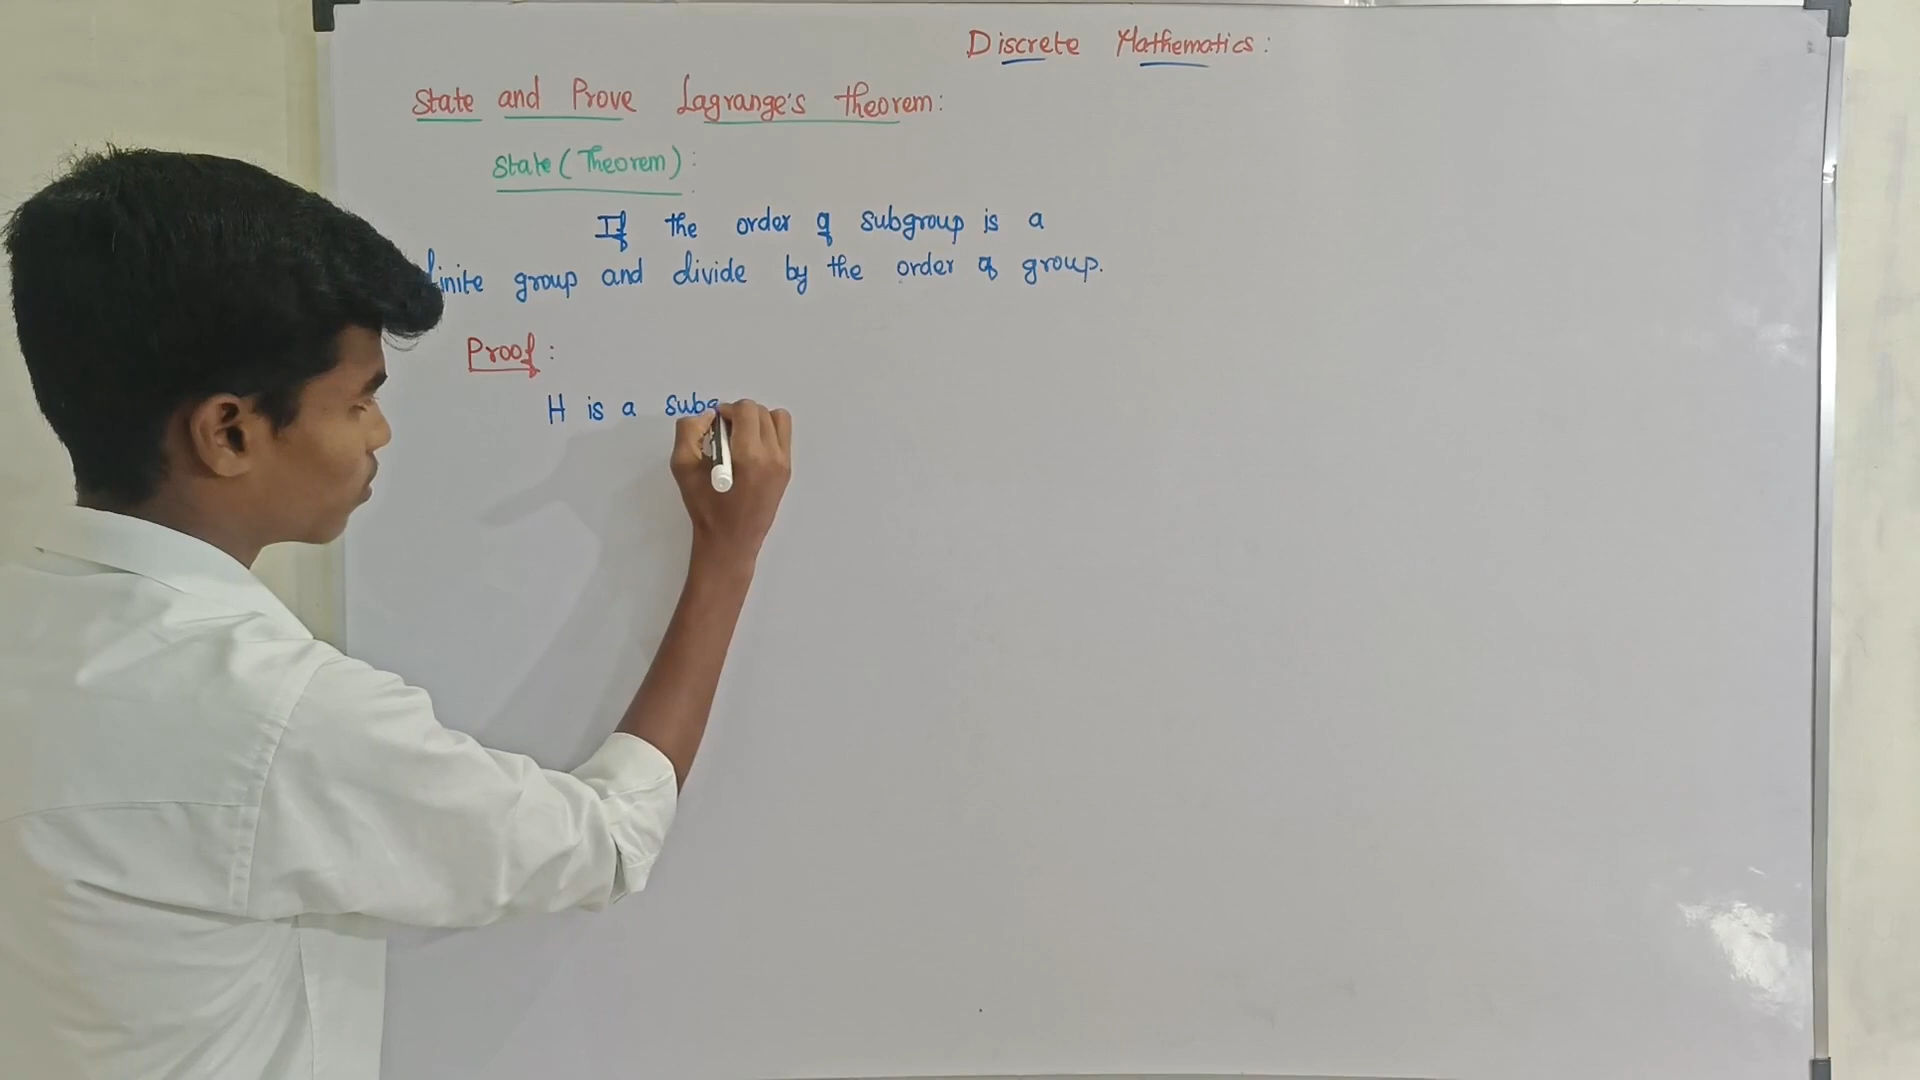 Discrete Mathematics:
State and Prove Lagrange's theorem:
State (Theorem):
If the order of subgroup is a
finite group and divide by the order of group.
Proof:
H is a subg